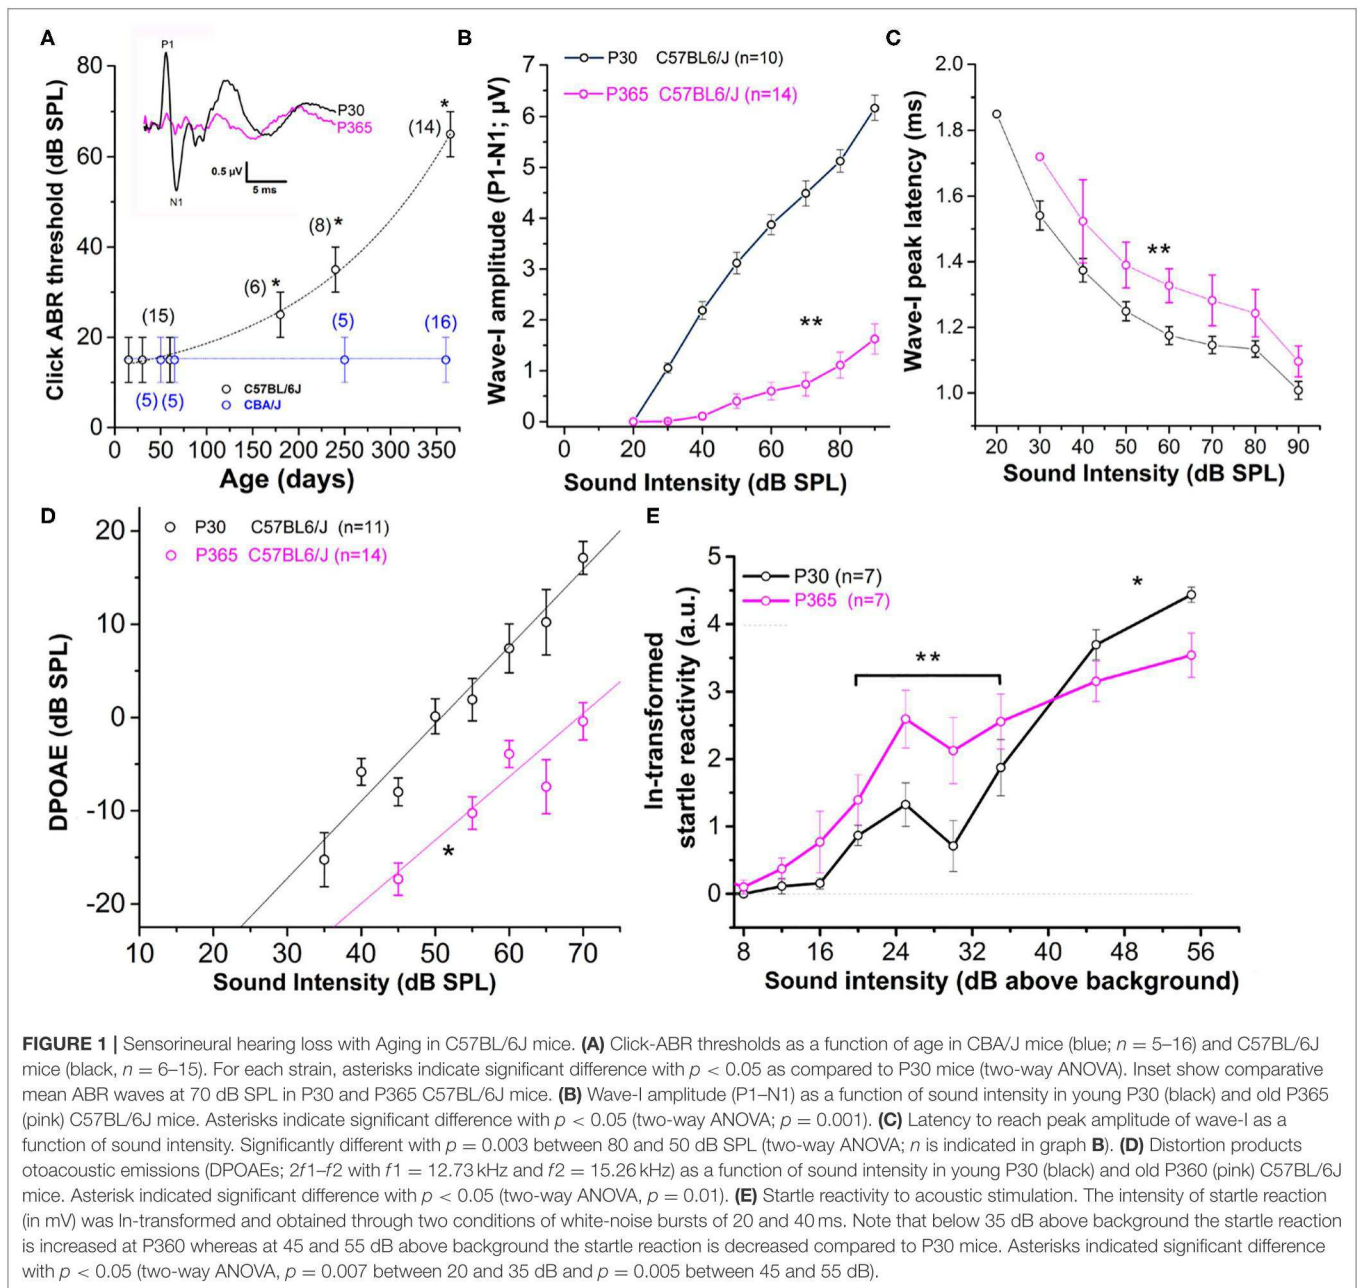 A
Click ABR threshold (dB SPL)
80
60
40
20
0
P1
N1
P30
P365
0.5 µV
5 ms
(14)
*
(8) *
(6) *
(15)
(5)
(16)
(5) (5)
C57BL/6J
CBA/J
0 50 100 150 200 250 300 350
Age (days)
B
P30 C57BL6/J (n=10)
P365 C57BL6/J (n=14)
Wave-I amplitude (P1-N1; µV)
7
6
5
4
3
2
1
0
**
0 20 40 60 80
Sound Intensity (dB SPL)
C
Wave-I peak latency (ms)
2.0
1.8
1.6
1.4
1.2
1.0
**
20 30 40 50 60 70 80 90
Sound Intensity (dB SPL)
D
P30 C57BL6/J (n=11)
P365 C57BL6/J (n=14)
DPOAE (dB SPL)
20
10
0
-10
-20
*
10 20 30 40 50 60 70
Sound Intensity (dB SPL)
E
P30 (n=7)
P365 (n=7)
ln-transformed
startle reactivity (a.u.)
5
4
3
2
1
0
**
*
8 16 24 32 40 48 56
Sound intensity (dB above background)
FIGURE 1 | Sensorineural hearing loss with Aging in C57BL/6J mice. (A) Click-ABR thresholds as a function of age in CBA/J mice (blue; n = 5–16) and C57BL/6J
mice (black, n = 6–15). For each strain, asterisks indicate significant difference with p < 0.05 as compared to P30 mice (two-way ANOVA). Inset show comparative
mean ABR waves at 70 dB SPL in P30 and P365 C57BL/6J mice. (B) Wave-I amplitude (P1–N1) as a function of sound intensity in young P30 (black) and old P365
(pink) C57BL/6J mice. Asterisks indicate significant difference with p < 0.05 (two-way ANOVA; p = 0.001). (C) Latency to reach peak amplitude of wave-I as a
function of sound intensity. Significantly different with p = 0.003 between 80 and 50 dB SPL (two-way ANOVA; n is indicated in graph B). (D) Distortion products
otoacoustic emissions (DPOAEs; 2f1–f2 with f1 = 12.73 kHz and f2 = 15.26 kHz) as a function of sound intensity in young P30 (black) and old P360 (pink) C57BL/6J
mice. Asterisk indicated significant difference with p < 0.05 (two-way ANOVA, p = 0.01). (E) Startle reactivity to acoustic stimulation. The intensity of startle reaction
(in mV) was ln-transformed and obtained through two conditions of white-noise bursts of 20 and 40 ms. Note that below 35 dB above background the startle reaction
is increased at P360 whereas at 45 and 55 dB above background the startle reaction is decreased compared to P30 mice. Asterisks indicated significant difference
with p < 0.05 (two-way ANOVA, p = 0.007 between 20 and 35 dB and p = 0.005 between 45 and 55 dB).